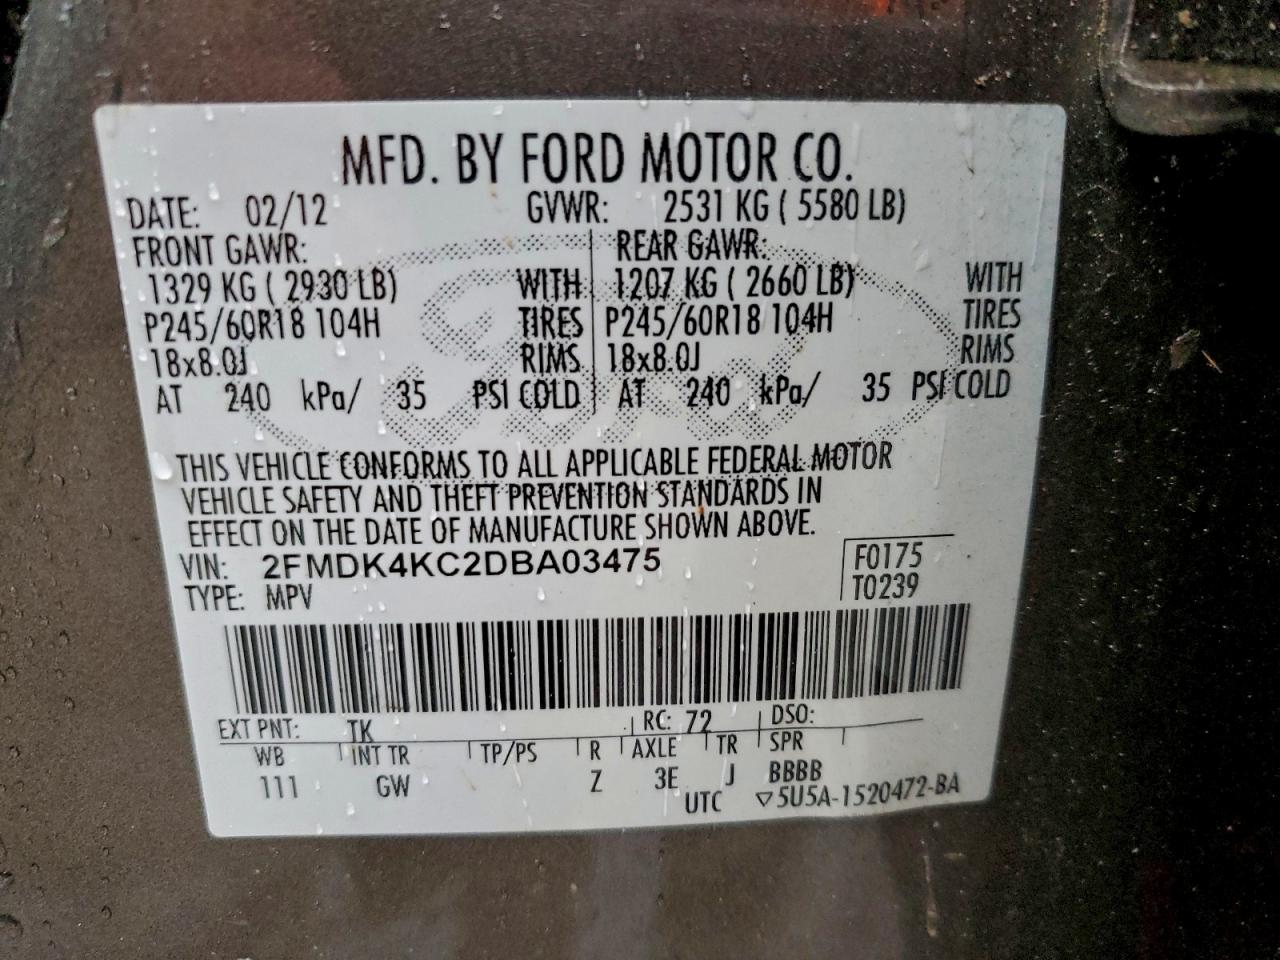 MFD. BY FORD MOTOR CO.
DATE: 02/12 GVWR: 2531 KG ( 5580 LB)
FRONT GAWR: REAR GAWR:
1329 KG ( 2930 LB) WITH 1207 KG ( 2660 LB) WITH
P245/60R18 104H TIRES P245/60R18 104H TIRES
18x8.0J RIMS 18x8.0J RIMS
AT 240 kPa/ 35 PSI COLD AT 240 kPa/ 35 PSI COLD
THIS VEHICLE CONFORMS TO ALL APPLICABLE FEDERAL MOTOR
VEHICLE SAFETY AND THEFT PREVENTION STANDARDS IN
EFFECT ON THE DATE OF MANUFACTURE SHOWN ABOVE.
VIN: 2FMDK4KC2DBA03475 F0175
TYPE: MPV T0239
EXT PNT: TK RC: 72 DSO:
WB INT TR TP/PS R AXLE TR SPR
111 GW Z 3E J BBBB
UTC ▽5U5A-1520472-BA
Ford